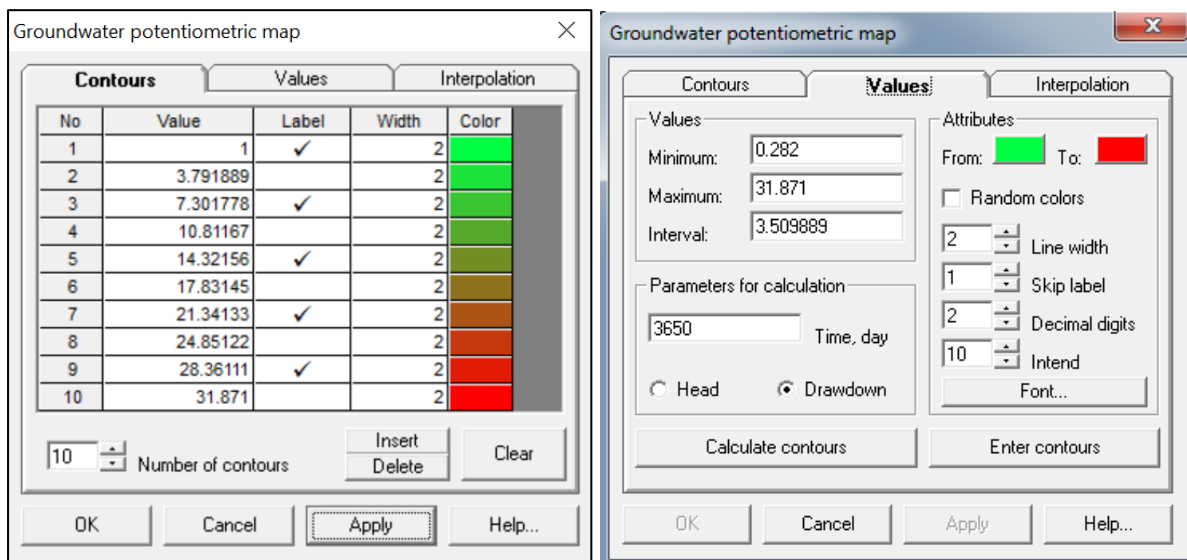 Groundwater potentiometric map
Contours Values Interpolation
No Value Label Width Color
1 1 ✓ 2
2 3.791889 2
3 7.301778 ✓ 2
4 10.81167 2
5 14.32156 ✓ 2
6 17.83145 2
7 21.34133 ✓ 2
8 24.85122 2
9 28.36111 ✓ 2
10 31.871 2
10 Number of contours
Insert
Delete
Clear
OK Cancel Apply Help...
Groundwater potentiometric map
Contours Values Interpolation
Values
Minimum: 0.282
Maximum: 31.871
Interval: 3.509889
Parameters for calculation
3650 Time, day
Head Drawdown
Attributes
From: To:
Random colors
2 Line width
1 Skip label
2 Decimal digits
10 Intend
Font...
Calculate contours Enter contours
OK Cancel Apply Help...